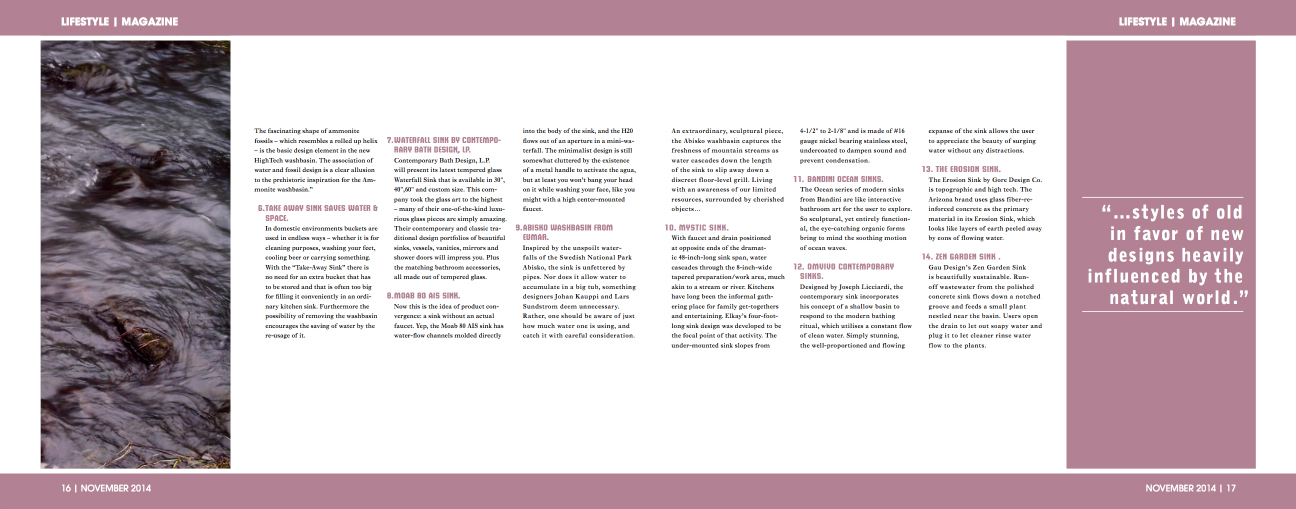 LIFESTYLE | MAGAZINE
LIFESTYLE | MAGAZINE
The fascinating shape of ammonite
fossils – which resembles a rolled up helix
– is the basic design element in the new
HighTech washbasin. The association of
water and fossil design is a clear allusion
to the prehistoric inspiration for the Am-
monite washbasin."
6.TAKE AWAY SINK SAVES WATER &
SPACE.
In domestic environments buckets are
used in endless ways – whether it is for
cleaning purposes, washing your feet,
cooling beer or carrying something.
With the "Take-Away Sink" there is
no need for an extra bucket that has
to be stored and that is often too big
for filling it conveniently in an ordi-
nary kitchen sink. Furthermore the
possibility of removing the washbasin
encourages the saving of water by the
re-usage of it.
7.WATERFALL SINK BY CONTEMPO-
RARY BATH DESIGN, LP.
Contemporary Bath Design, L.P.
will present its latest tempered glass
Waterfall Sink that is available in 30",
40",60" and custom size. This com-
pany took the glass art to the highest
– many of their one-of-the-kind luxu-
rious glass pieces are simply amazing.
Their contemporary and classic tra-
ditional design portfolios of beautiful
sinks, vessels, vanities, mirrors and
shower doors will impress you. Plus
the matching bathroom accessories,
all made out of tempered glass.
8.MOAB 80 AIS SINK.
Now this is the idea of product con-
vergence: a sink without an actual
faucet. Yep, the Moab 80 AIS sink has
water-flow channels molded directly
into the body of the sink, and the H20
flows out of an aperture in a mini-wa-
terfall. The minimalist design is still
somewhat cluttered by the existence
of a metal handle to activate the agua,
but at least you won't bang your head
on it while washing your face, like you
might with a high center-mounted
faucet.
9.ABISKO WASHBASIN FROM
EUMAR.
Inspired by the unspoilt water-
falls of the Swedish National Park
Abisko, the sink is unfettered by
pipes. Nor does it allow water to
accumulate in a big tub, something
designers Johan Kauppi and Lars
Sundstrom deem unnecessary.
Rather, one should be aware of just
how much water one is using, and
catch it with careful consideration.
An extraordinary, sculptural piece,
the Abisko washbasin captures the
freshness of mountain streams as
water cascades down the length
of the sink to slip away down a
discreet floor-level grill. Living
with an awareness of our limited
resources, surrounded by cherished
objects...
10. MYSTIC SINK.
With faucet and drain positioned
at opposite ends of the dramat-
ic 48-inch-long sink span, water
cascades through the 8-inch-wide
tapered preparation/work area, much
akin to a stream or river. Kitchens
have long been the informal gath-
ering place for family get-togethers
and entertaining. Elkay's four-foot-
long sink design was developed to be
the focal point of that activity. The
under-mounted sink slopes from
4-1/2" to 2-1/8" and is made of #16
gauge nickel bearing stainless steel,
undercoated to dampen sound and
prevent condensation.
11. BANDINI OCEAN SINKS.
The Ocean series of modern sinks
from Bandini are like interactive
bathroom art for the user to explore.
So sculptural, yet entirely function-
al, the eye-catching organic forms
bring to mind the soothing motion
of ocean waves.
12. OMVIVO CONTEMPORARY
SINKS.
Designed by Joseph Licciardi, the
contemporary sink incorporates
his concept of a shallow basin to
respond to the modern bathing
ritual, which utilises a constant flow
of clean water. Simply stunning,
the well-proportioned and flowing
expanse of the sink allows the user
to appreciate the beauty of surging
water without any distractions.
13. THE EROSION SINK.
The Erosion Sink by Gore Design Co.
is topographic and high tech. The
Arizona brand uses glass fiber-re-
inforced concrete as the primary
material in its Erosion Sink, which
looks like layers of earth peeled away
by eons of flowing water.
14. ZEN GARDEN SINK .
Gau Design's Zen Garden Sink
is beautifully sustainable. Run-
off wastewater from the polished
concrete sink flows down a notched
groove and feeds a small plant
nestled near the basin. Users open
the drain to let out soapy water and
plug it to let cleaner rinse water
flow to the plants.
"...styles of old
in favor of new
designs heavily
influenced by the
natural world."
16 | NOVEMBER 2014
NOVEMBER 2014 | 17